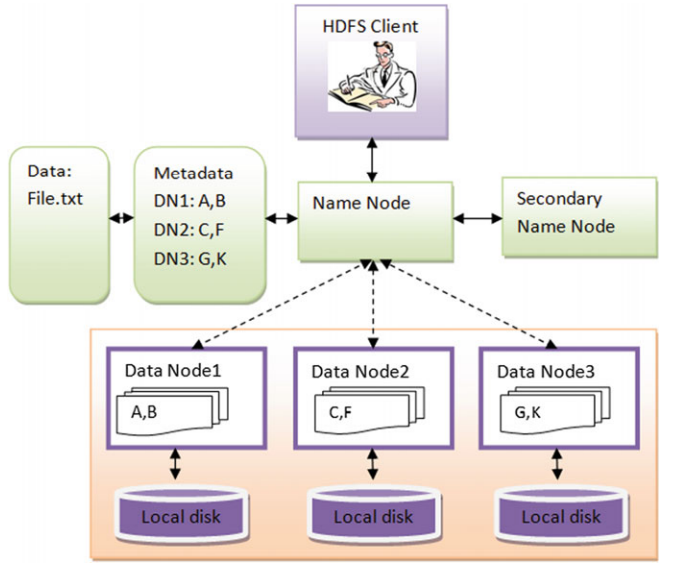 HDFS Client
Data:
File.txt
Metadata
DN1: A,B
DN2: C,F
DN3: G,K
Name Node
Secondary
Name Node
Data Node1
A,B
Data Node2
C,F
Data Node3
G,K
Local disk
Local disk
Local disk